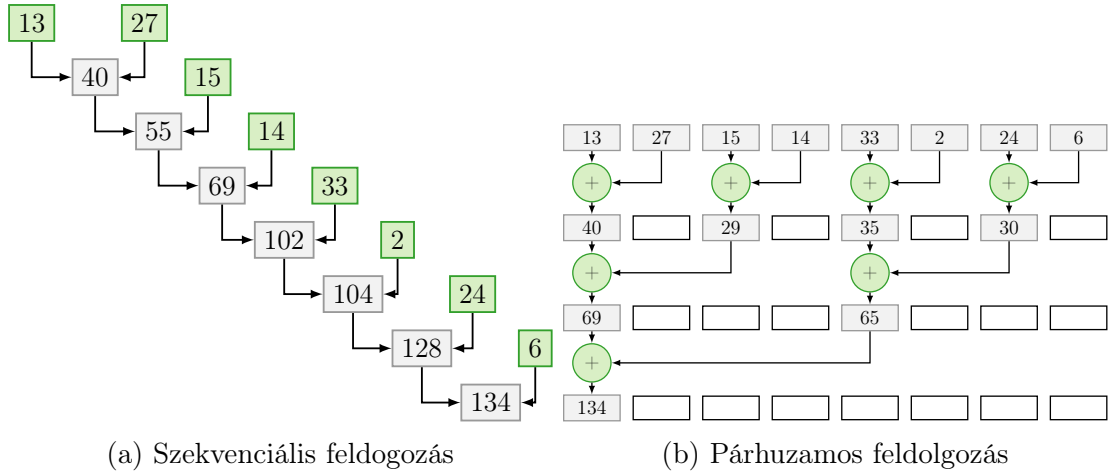 13 27
40 15
55 14
69 33
102 2
104 24
128 6
134
(a) Szekvenciális feldogozás
13 27 15 14 33 2 24 6
+ + + +
40 29 35 30
+ +
69 65
+
134
(b) Párhuzamos feldolgozás